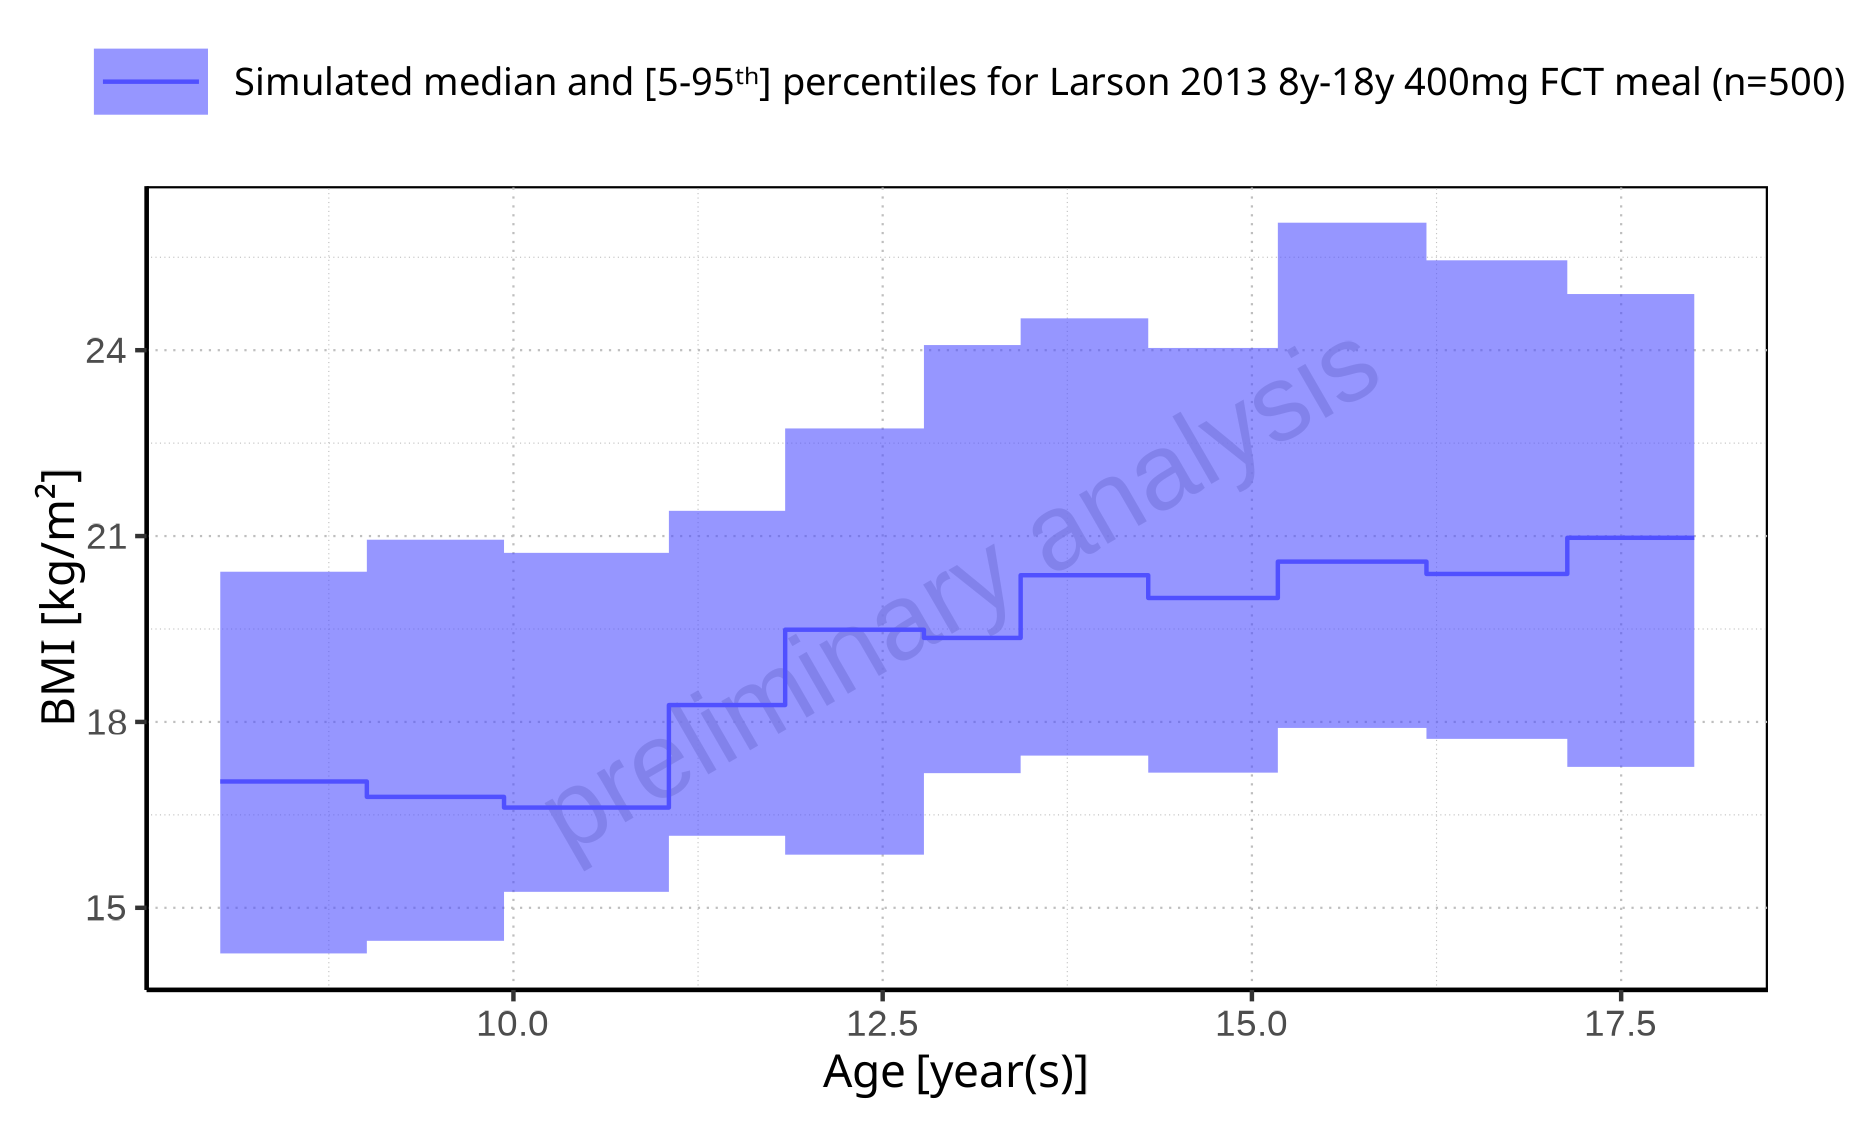 Simulated median and [5-95ᵗʰ] percentiles for Larson 2013 8y-18y 400mg FCT meal (n=500)
24
21
18
15
BMI [kg/m²]
preliminary analysis
10.0 12.5 15.0 17.5
Age [year(s)]